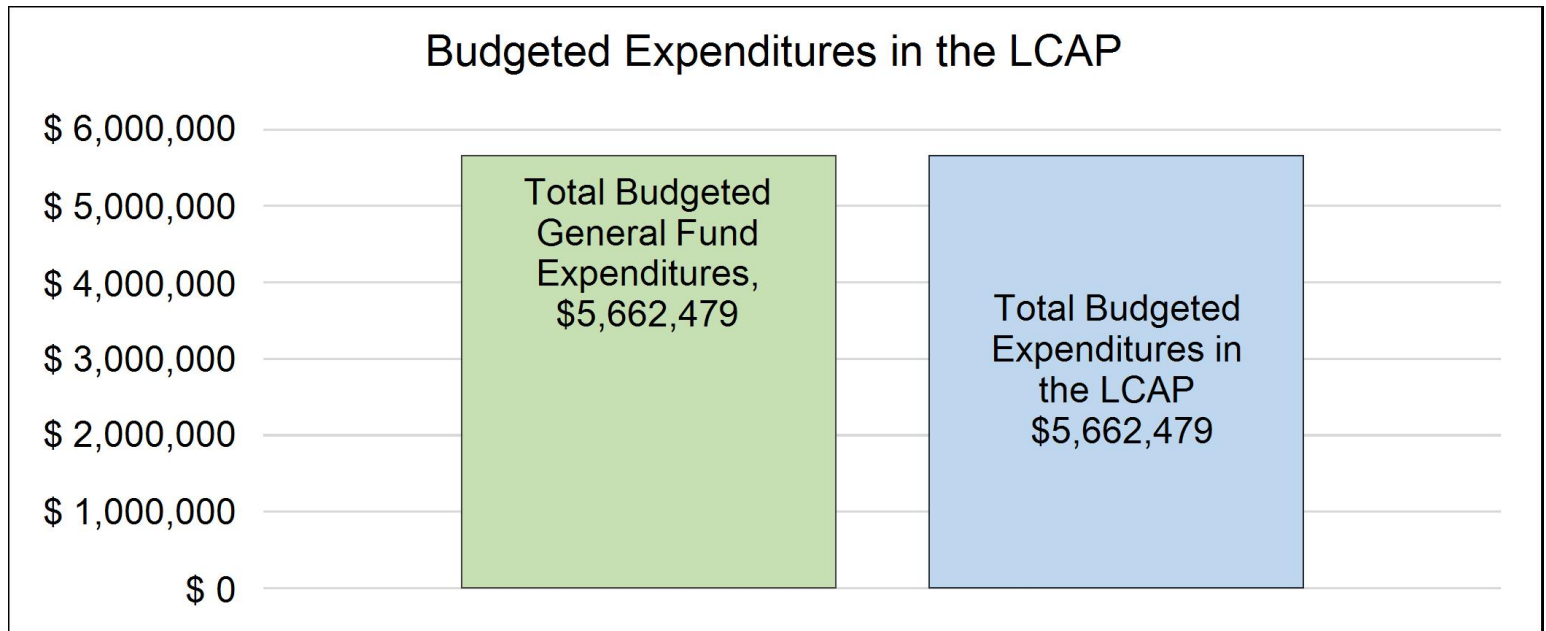 Budgeted Expenditures in the LCAP
$ 6,000,000
$ 5,000,000
$ 4,000,000
$ 3,000,000
$ 2,000,000
$ 1,000,000
$ 0
Total Budgeted
General Fund
Expenditures,
$5,662,479
Total Budgeted
Expenditures in
the LCAP
$5,662,479